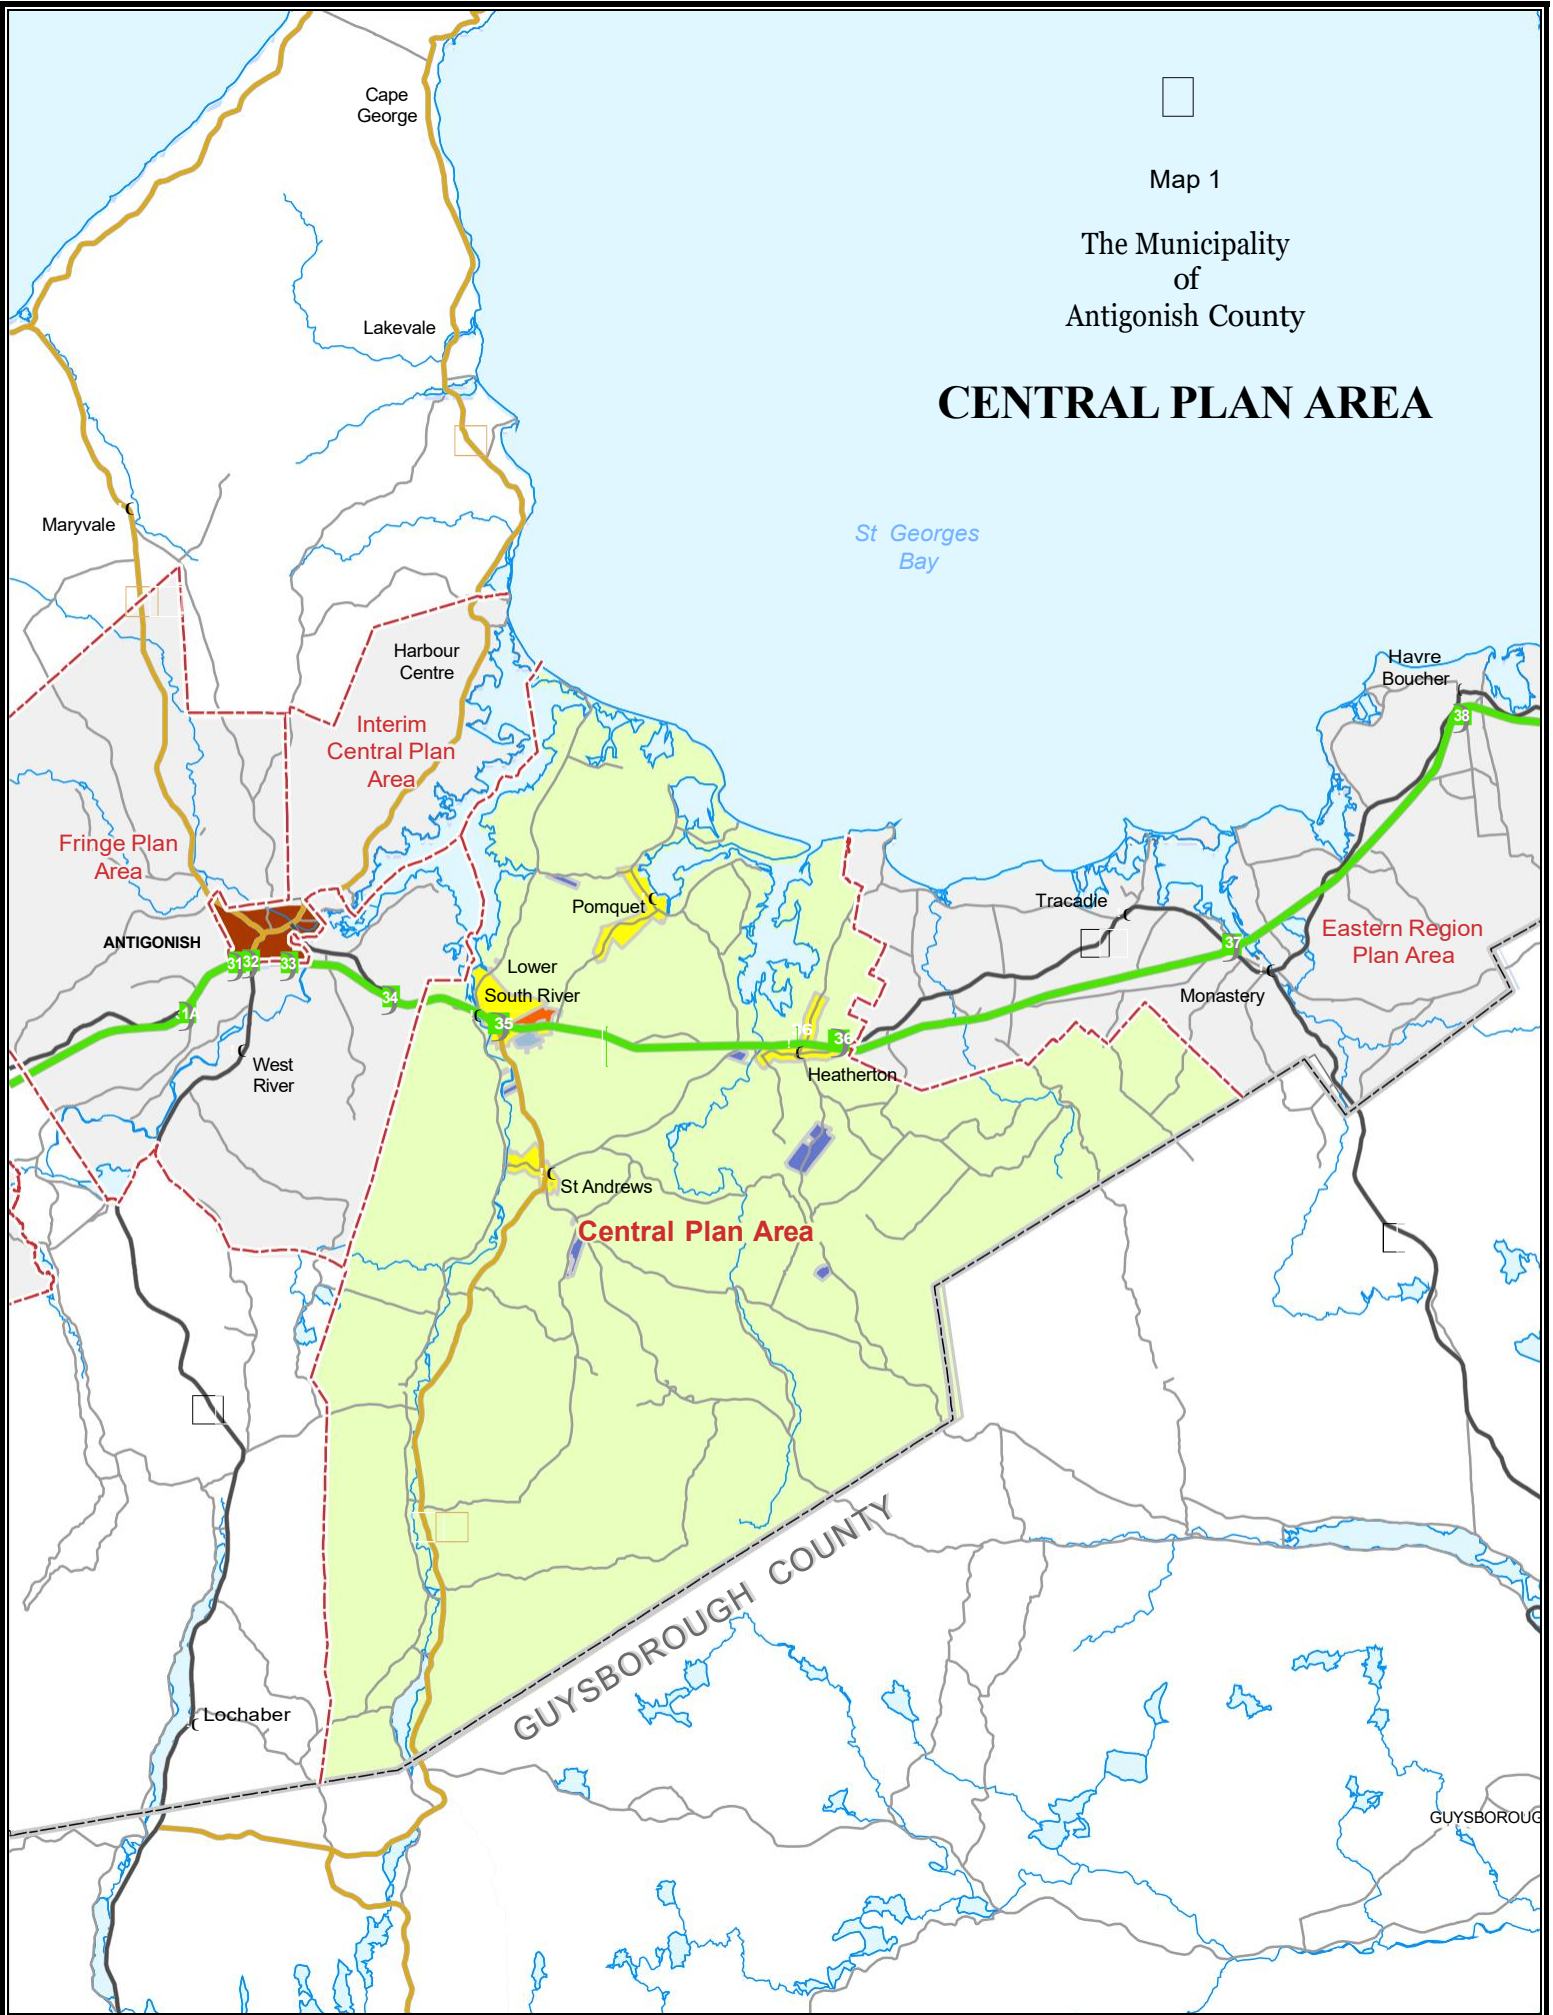 Cape
George
Map 1
The Municipality
of
Antigonish County
Lakevale
CENTRAL PLAN AREA
Maryvale
St Georges
Bay
Harbour
Centre
Havre
Boucher
38
Interim
Central Plan
Area
Fringe Plan
Area
Pomquet
Tracadie
ANTIGONISH
Eastern Region
Plan Area
37
31
32
33
Lower
South River
34
Monastery
1A
35
16
36
West
River
Heatherton
St Andrews
Central Plan Area
GUYSBOROUGH COUNTY
Lochaber
GUYSBOROUG